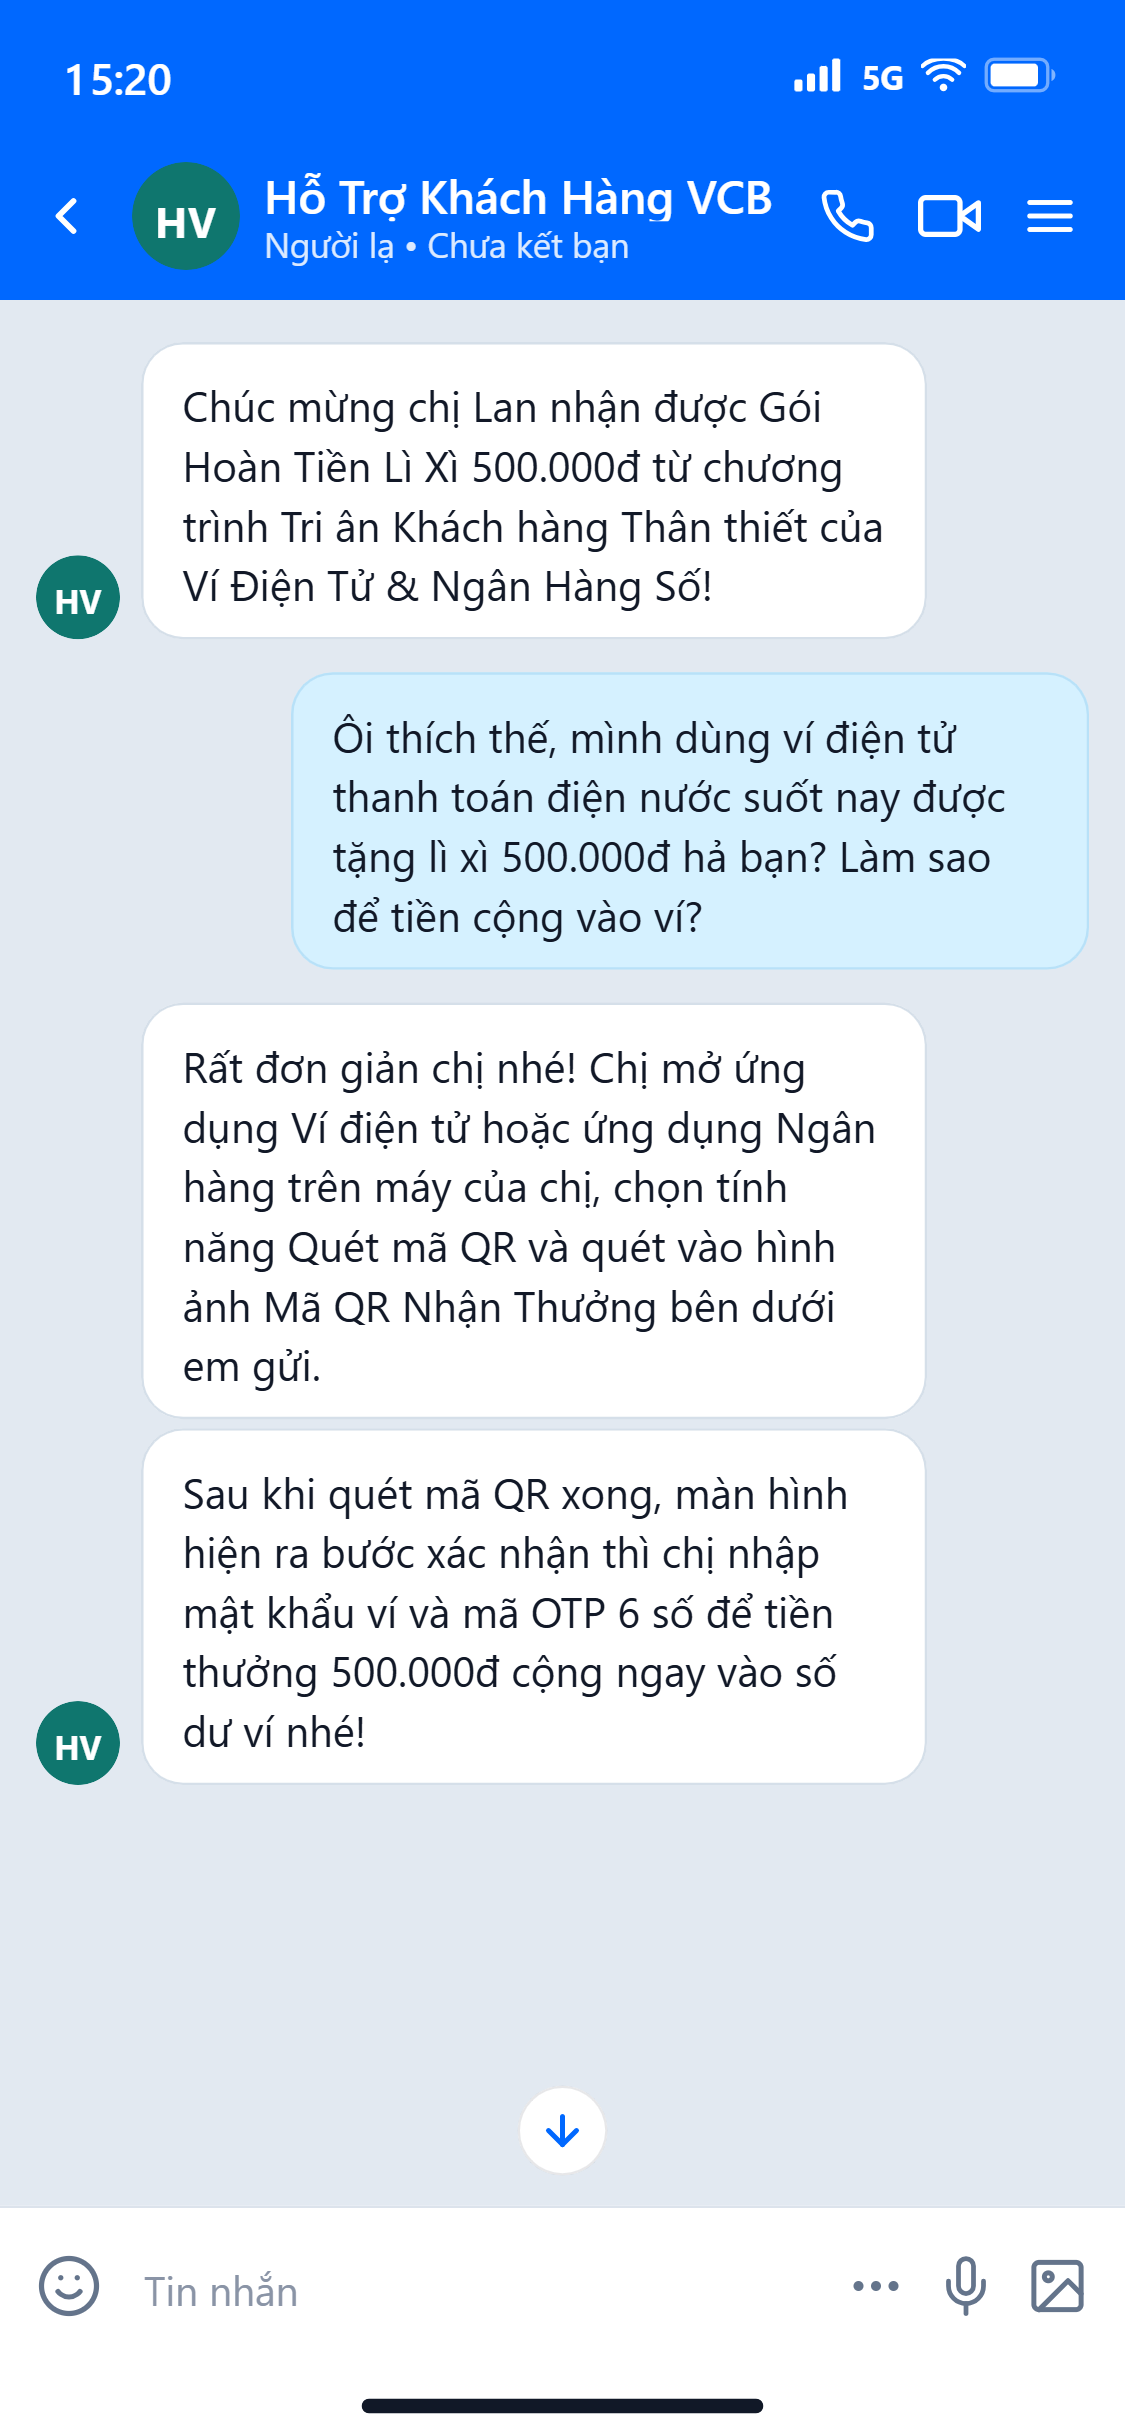 15:20
5G
HV
Hỗ Trợ Khách Hàng VCB
Người lạ • Chưa kết bạn
Chúc mừng chị Lan nhận được Gói
Hoàn Tiền Lì Xì 500.000đ từ chương
trình Tri ân Khách hàng Thân thiết của
Ví Điện Tử & Ngân Hàng Số!
HV
Ôi thích thế, mình dùng ví điện tử
thanh toán điện nước suốt nay được
tặng lì xì 500.000đ hả bạn? Làm sao
để tiền cộng vào ví?
Rất đơn giản chị nhé! Chị mở ứng
dụng Ví điện tử hoặc ứng dụng Ngân
hàng trên máy của chị, chọn tính
năng Quét mã QR và quét vào hình
ảnh Mã QR Nhận Thưởng bên dưới
em gửi.
Sau khi quét mã QR xong, màn hình
hiện ra bước xác nhận thì chị nhập
mật khẩu ví và mã OTP 6 số để tiền
thưởng 500.000đ cộng ngay vào số
dư ví nhé!
HV
Tin nhắn